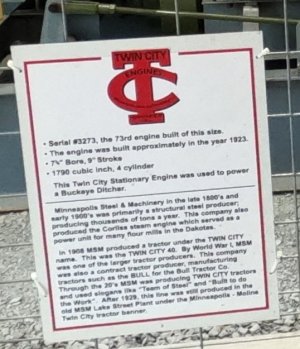 TWIN CITY
ENGINES
• Serial #3273, the 73rd engine built of this size.
• The engine was built approximately in the year 1923.
• 7¼" Bore, 9" Stroke
• 1790 cubic inch, 4 cylinder
This Twin City Stationary Engine was used to power
a Buckeye Ditcher.
Minneapolis Steel & Machinery in the late 1890's and
early 1900's was primarily a structural steel producer;
producing thousands of tons a year. This company also
produced the Corliss steam engine which served as a
power unit for many flour mills in the Dakotas.
In 1908 MSM produced a tractor under the TWIN CITY
name. This was the TWIN CITY 40. By World War I, MSM
was one of the larger tractor producers. This company
was also a contract tractor producer, manufacturing
tractors such as the BULL for the Bull Tractor Co.
Through the 20's MSM was producing TWIN CITY tractors
and used slogans like "Team of Steel" and "Built to do
the Work". After 1929, this line was still produced in the
old MSM Lake Street Plant under the Minneapolis - Moline
Twin City tractor banner.